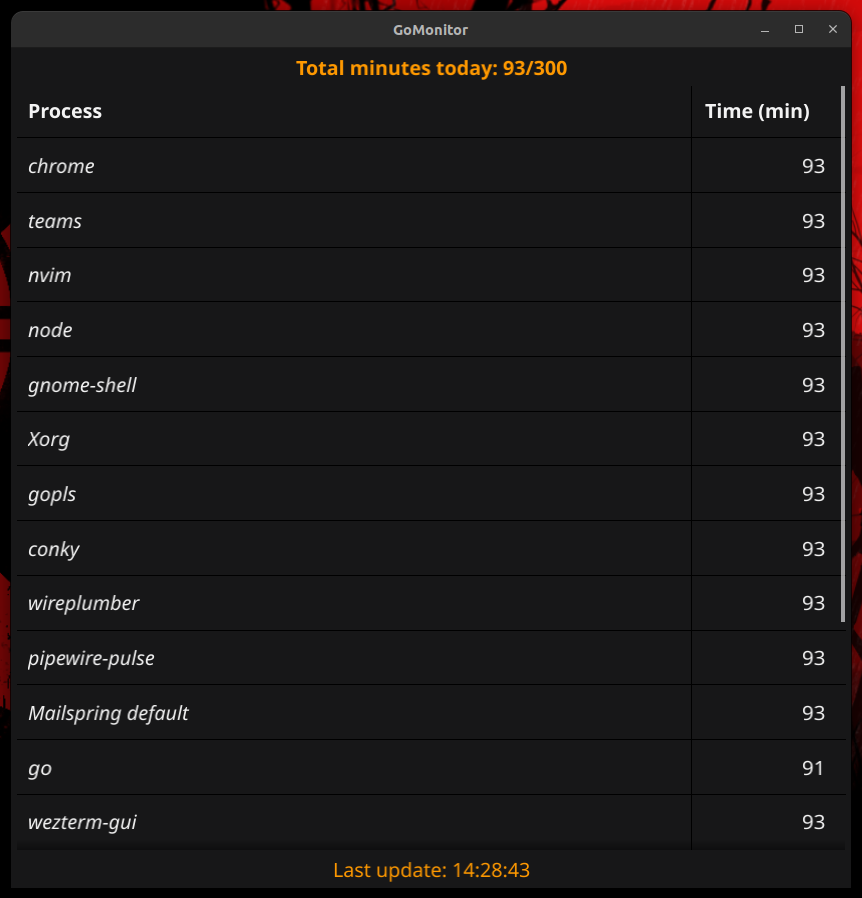 GoMonitor
Total minutes today: 93/300
Process Time (min)
chrome 93
teams 93
nvim 93
node 93
gnome-shell 93
Xorg 93
gopls 93
conky 93
wireplumber 93
pipewire-pulse 93
Mailspring default 93
go 91
wezterm-gui 93
Last update: 14:28:43